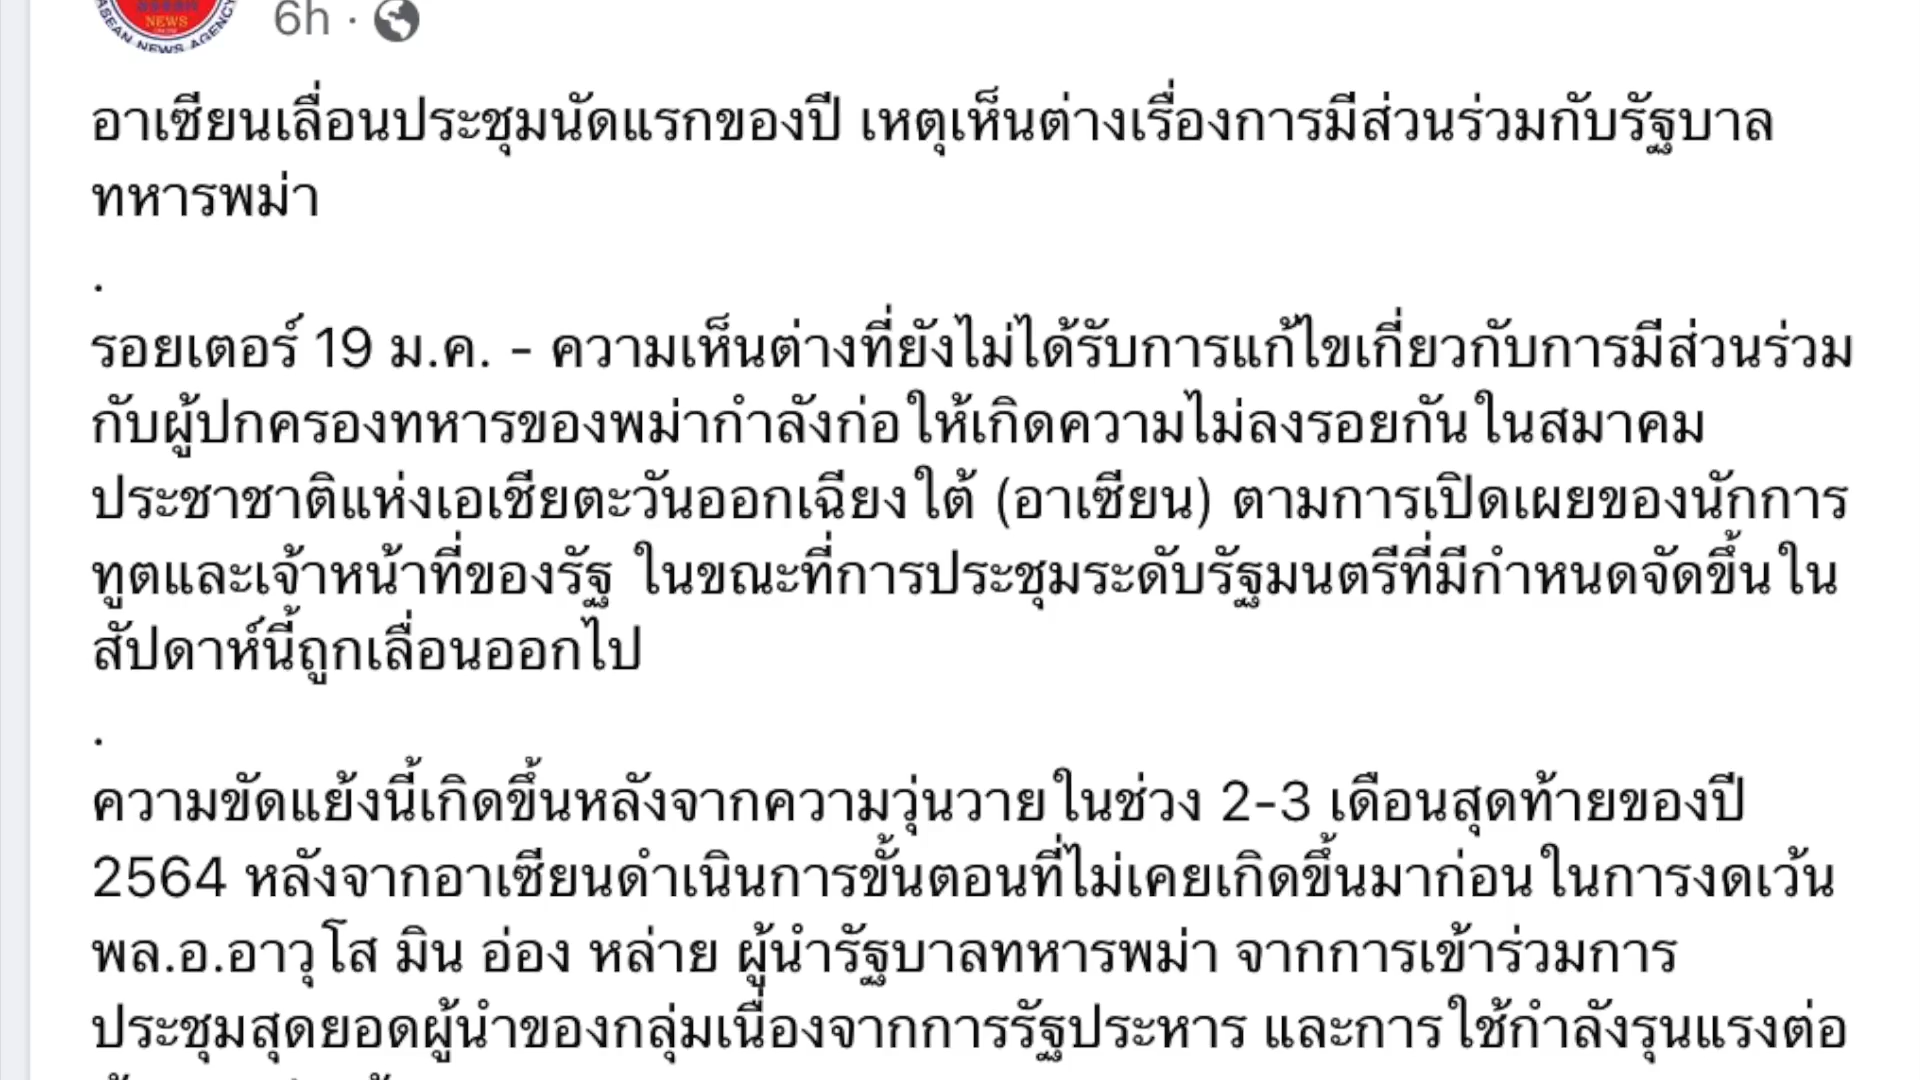 NEWS
ASEAN NEWS AGENCY
6h ·
อาเซียนเลื่อนประชุมนัดแรกของปี เหตุเห็นต่างเรื่องการมีส่วนร่วมกับรัฐบาล
ทหารพม่า
.
รอยเตอร์ 19 ม.ค. - ความเห็นต่างที่ยังไม่ได้รับการแก้ไขเกี่ยวกับการมีส่วนร่วม
กับผู้ปกครองทหารของพม่ากำลังก่อให้เกิดความไม่ลงรอยกันในสมาคม
ประชาชาติแห่งเอเชียตะวันออกเฉียงใต้ (อาเซียน) ตามการเปิดเผยของนักการ
ทูตและเจ้าหน้าที่ของรัฐ ในขณะที่การประชุมระดับรัฐมนตรีที่มีกำหนดจัดขึ้นใน
สัปดาห์นี้ถูกเลื่อนออกไป
.
ความขัดแย้งนี้เกิดขึ้นหลังจากความวุ่นวายในช่วง 2-3 เดือนสุดท้ายของปี
2564 หลังจากอาเซียนดำเนินการขั้นตอนที่ไม่เคยเกิดขึ้นมาก่อนในการงดเว้น
พล.อ.อาวุโส มิน อ่อง หล่าย ผู้นำรัฐบาลทหารพม่า จากการเข้าร่วมการ
ประชุมสุดยอดผู้นำของกลุ่มเนื่องจากการรัฐประหาร และการใช้กำลังรุนแรงต่อ